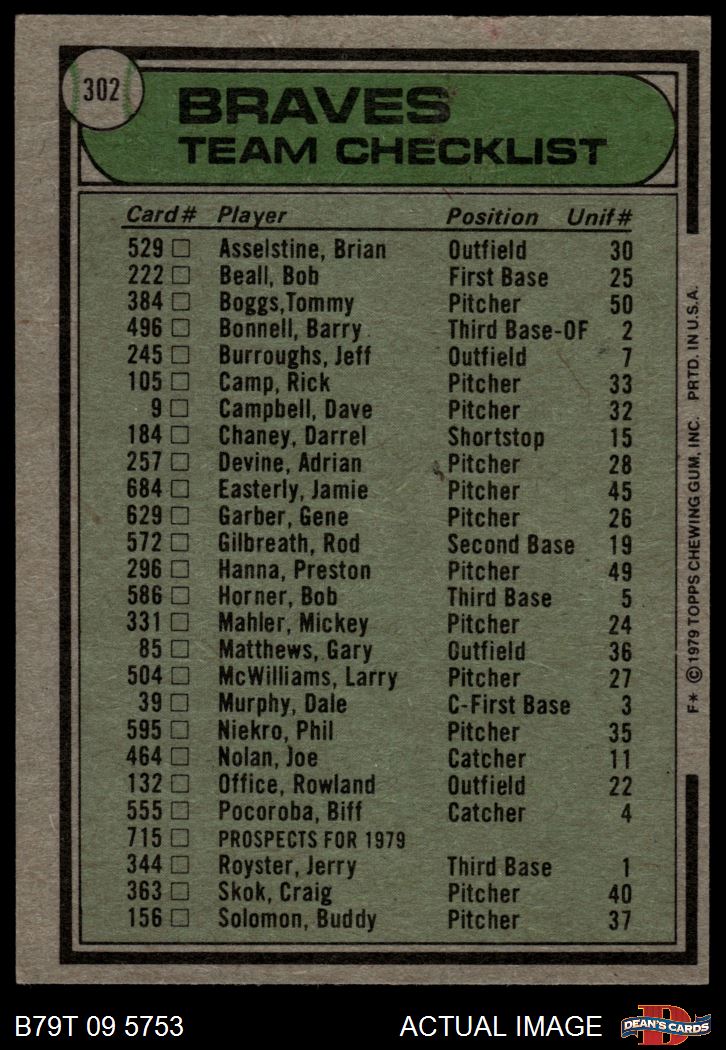 302
BRAVES
TEAM CHECKLIST
Card# Player Position Unif#
529 Asselstine, Brian Outfield 30
222 Beall, Bob First Base 25
384 Boggs,Tommy Pitcher 50
496 Bonnell, Barry Third Base-OF 2
245 Burroughs, Jeff Outfield 7
105 Camp, Rick Pitcher 33
9 Campbell, Dave Pitcher 32
184 Chaney, Darrel Shortstop 15
257 Devine, Adrian Pitcher 28
684 Easterly, Jamie Pitcher 45
629 Garber, Gene Pitcher 26
572 Gilbreath, Rod Second Base 19
296 Hanna, Preston Pitcher 49
586 Horner, Bob Third Base 5
331 Mahler, Mickey Pitcher 24
85 Matthews, Gary Outfield 36
504 McWilliams, Larry Pitcher 27
39 Murphy, Dale C-First Base 3
595 Niekro, Phil Pitcher 35
464 Nolan, Joe Catcher 11
132 Office, Rowland Outfield 22
555 Pocoroba, Biff Catcher 4
715 PROSPECTS FOR 1979
344 Royster, Jerry Third Base 1
363 Skok, Craig Pitcher 40
156 Solomon, Buddy Pitcher 37
F* © 1979 TOPPS CHEWING GUM, INC. PRTD. IN U.S.A.
B79T 09 5753 ACTUAL IMAGE
DEAN'S CARDS